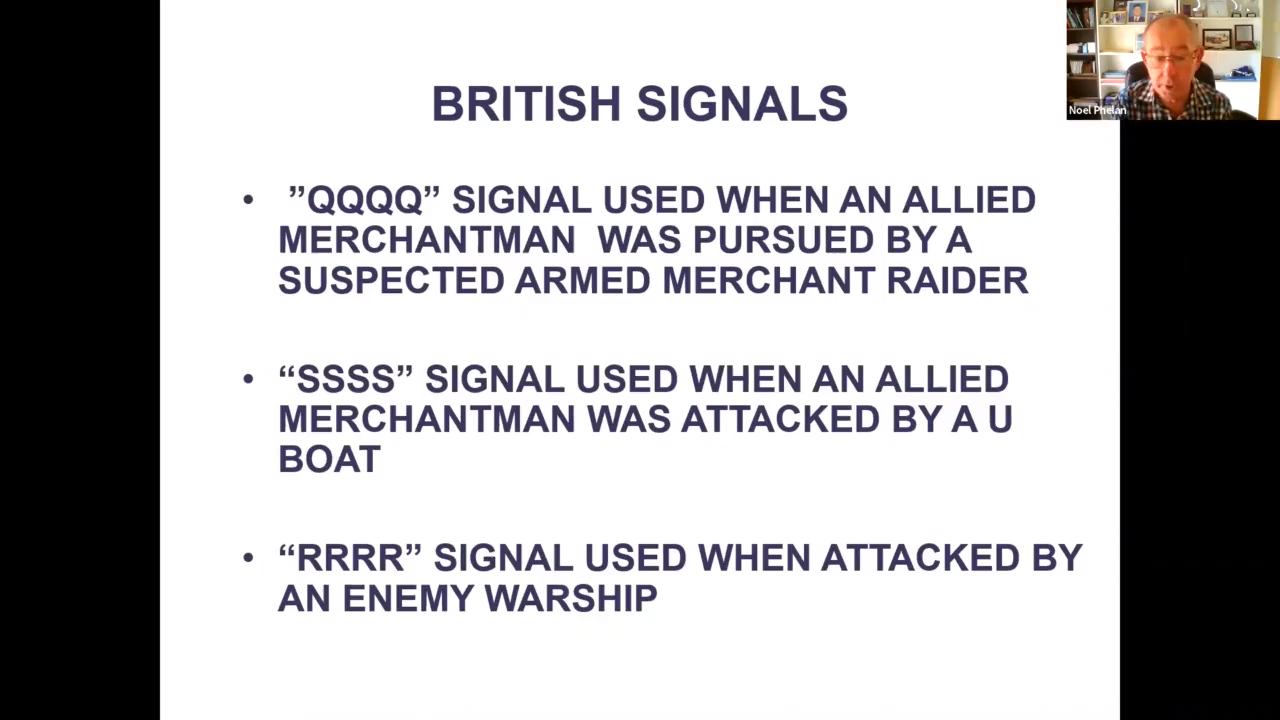 Noel Phelan
BRITISH SIGNALS
• ”QQQQ” SIGNAL USED WHEN AN ALLIED
MERCHANTMAN  WAS PURSUED BY A
SUSPECTED ARMED MERCHANT RAIDER
• “SSSS” SIGNAL USED WHEN AN ALLIED
MERCHANTMAN WAS ATTACKED BY A U
BOAT
• “RRRR” SIGNAL USED WHEN ATTACKED BY
AN ENEMY WARSHIP